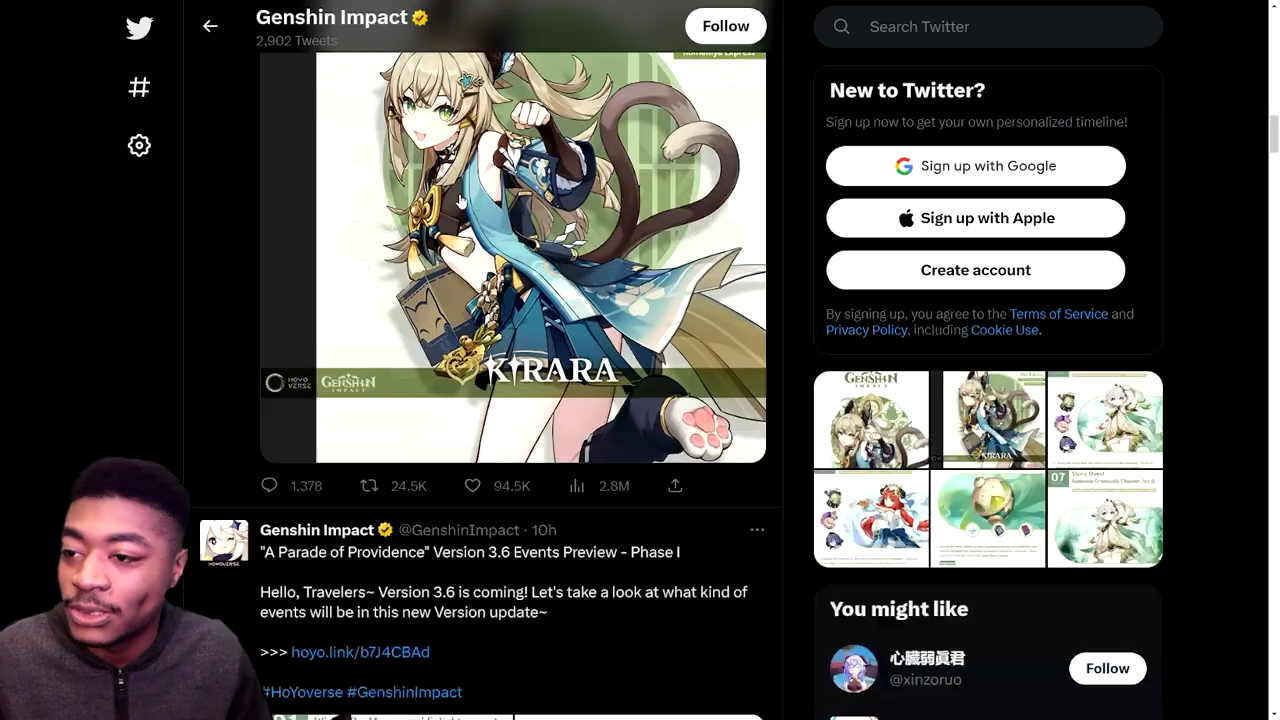 Genshin Impact
2,902 Tweets
Follow
Search Twitter
Komaniya Express
New to Twitter?
Sign up now to get your own personalized timeline!
Sign up with Google
Sign up with Apple
Create account
By signing up, you agree to the Terms of Service and
Privacy Policy, including Cookie Use.
KIRARA
HOYO
VERSE
GENSHIN
IMPACT
1,378
24.5K
94.5K
2.8M
GENSHIN
IMPACT
KIRARA
07
Story Quest
Genshin Impact @GenshinImpact · 10h
"A Parade of Providence" Version 3.6 Events Preview - Phase I
Hello, Travelers~ Version 3.6 is coming! Let's take a look at what kind of
events will be in this new Version update~
>>> hoyo.link/b7J4CBAd
#HoYoverse #GenshinImpact
HOYOVERSE
You might like
心臓弱眞君
@xinzoruo
Follow